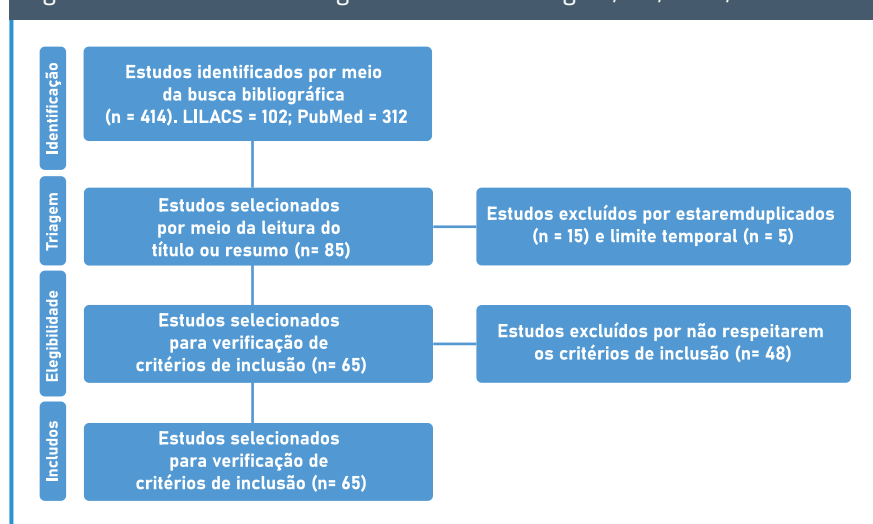 Identificação
Estudos identificados por meio
da busca bibliográfica
(n = 414). LILACS = 102; PubMed = 312
Triagem
Estudos selecionados
por meio da leitura do
título ou resumo (n= 85)
Estudos excluídos por estaremduplicados
(n = 15) e limite temporal (n = 5)
Elegibilidade
Estudos selecionados
para verificação de
critérios de inclusão (n= 65)
Estudos excluídos por não respeitarem
os critérios de inclusão (n= 48)
Includos
Estudos selecionados
para verificação de
critérios de inclusão (n= 65)